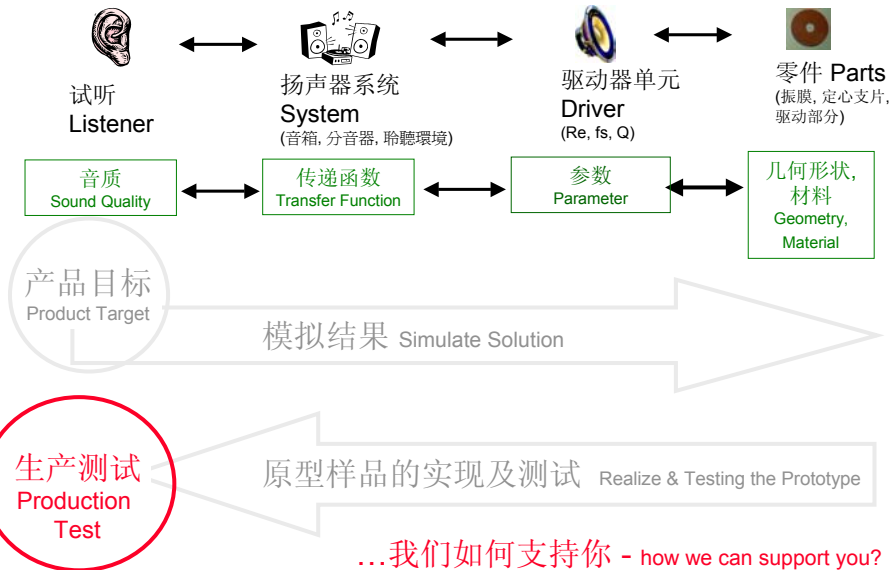 试听
Listener
扬声器系统
System
(音箱, 分音器, 聆聽環境)
驱动器单元
Driver
(Re, fs, Q)
零件 Parts
(振膜, 定心支片,
驱动部分)
音质
Sound Quality
传递函数
Transfer Function
参数
Parameter
几何形状,
材料
Geometry,
Material
产品目标
Product Target
模拟结果 Simulate Solution
生产测试
Production
Test
原型样品的实现及测试 Realize & Testing the Prototype
…我们如何支持你 - how we can support you?